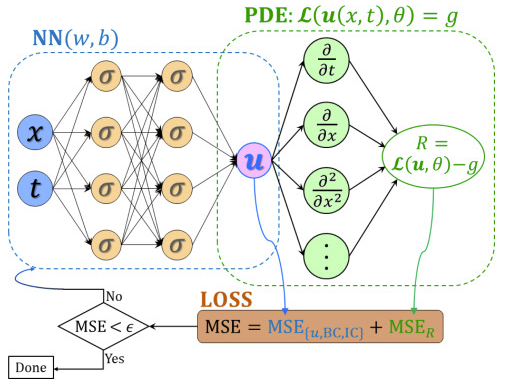 PDE: ℒ(u(x, t), θ) = g
NN(w, b)
x
t
σ
σ
σ
σ
σ
σ
σ
σ
u
∂/∂t
∂/∂x
∂²/∂x²
⋮
R =
ℒ(u, θ)−g
LOSS
MSE = MSE{u,BC,IC} + MSE_R
No
MSE < ϵ
Yes
Done